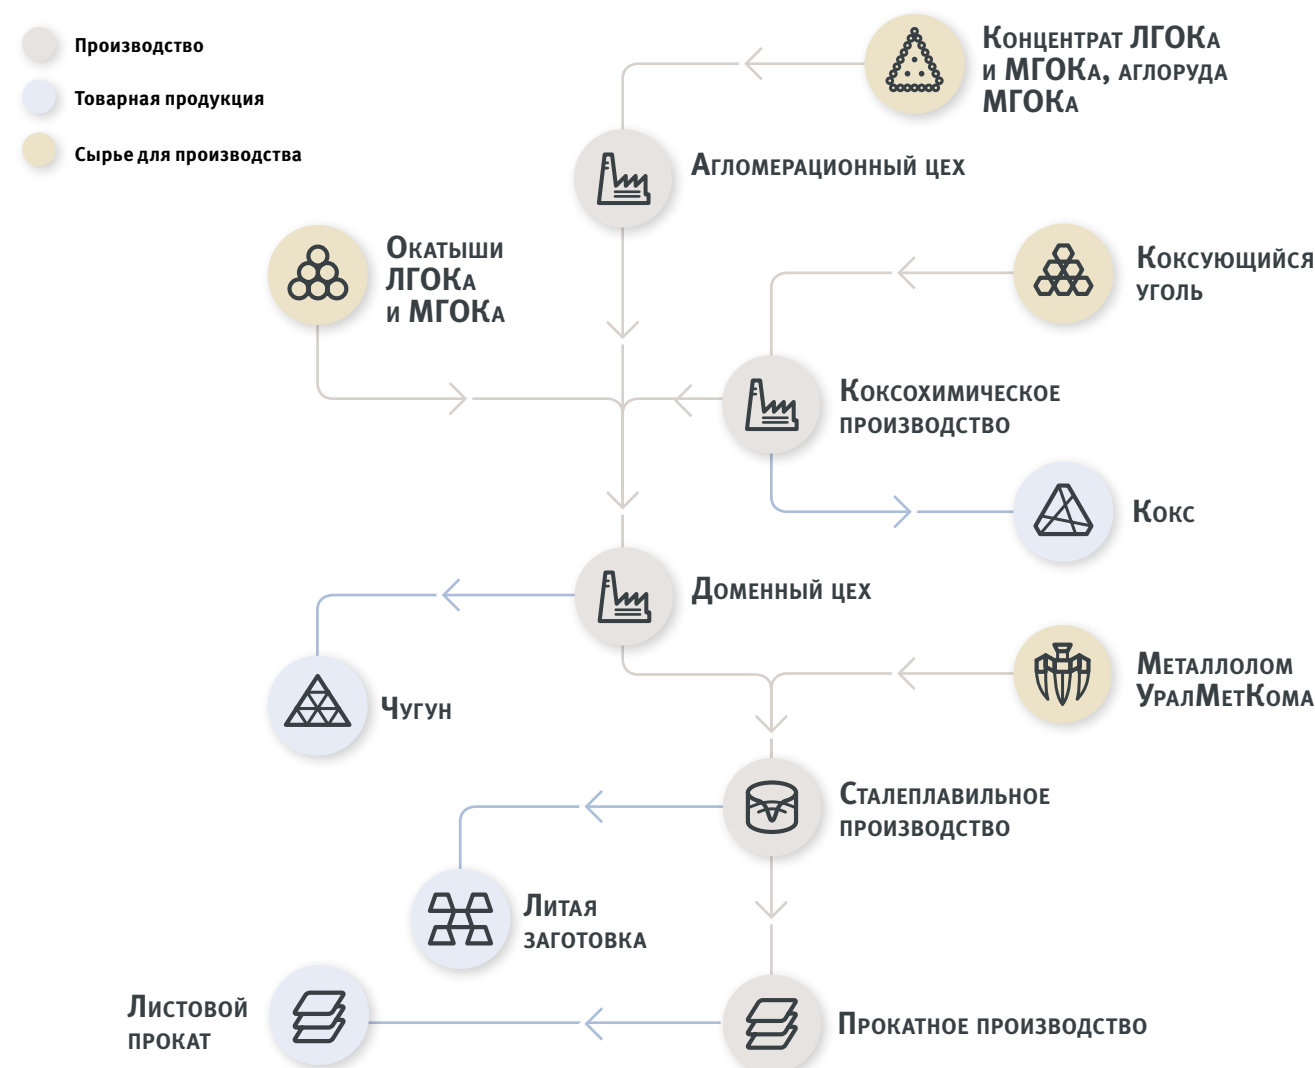 Производство
Товарная продукция
Сырье для производства
Концентрат ЛГОКа
и МГОКа, аглоруда
МГОКа
Агломерационный цех
Окатыши
ЛГОКа
и МГОКа
Коксующийся
уголь
Коксохимическое
производство
Кокс
Доменный цех
Чугун
Металлолом
УралМетКома
Сталеплавильное
производство
Литая
заготовка
Листовой
прокат
Прокатное производство